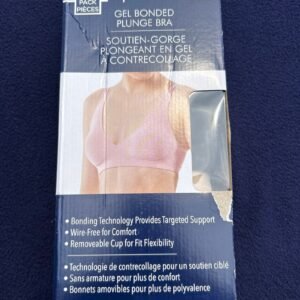 PACK
PIÈCES
GEL BONDED
PLUNGE BRA
SOUTIEN-GORGE
PLONGEANT EN GEL
À CONTRECOLLAGE
• Bonding Technology Provides Targeted Support
• Wire-Free for Comfort
• Removeable Cup for Fit Flexibility
• Technologie de contrecollage pour un soutien ciblé
• Sans armature pour plus de confort
• Bonnets amovibles pour plus de polyvalence